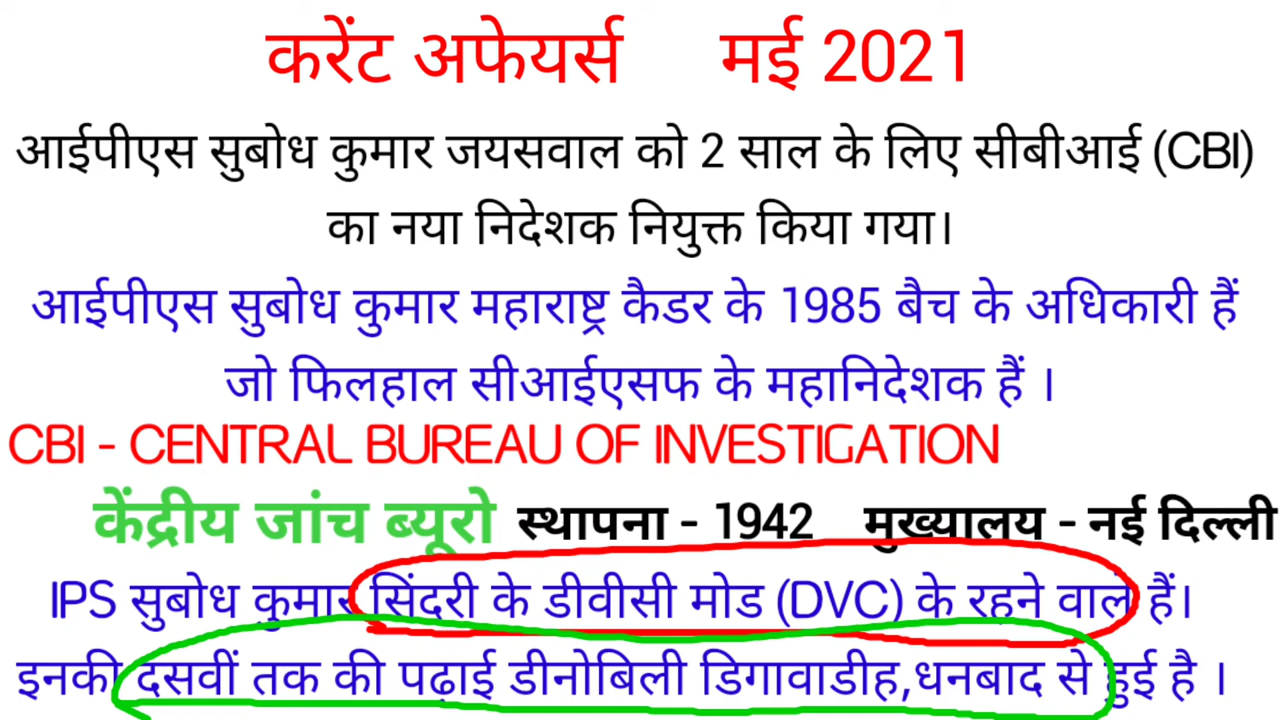 करेंट अफेयर्स मई 2021
आईपीएस सुबोध कुमार जयसवाल को 2 साल के लिए सीबीआई (CBI)
का नया निदेशक नियुक्त किया गया।
आईपीएस सुबोध कुमार महाराष्ट्र कैडर के 1985 बैच के अधिकारी हैं
जो फिलहाल सीआईएसफ के महानिदेशक हैं ।
CBI - CENTRAL BUREAU OF INVESTIGATION
केंद्रीय जांच ब्यूरो स्थापना - 1942 मुख्यालय - नई दिल्ली
IPS सुबोध कुमार सिंदरी के डीवीसी मोड (DVC) के रहने वाले हैं।
इनकी दसवीं तक की पढ़ाई डीनोबिली डिगावाडीह,धनबाद से हुई है ।